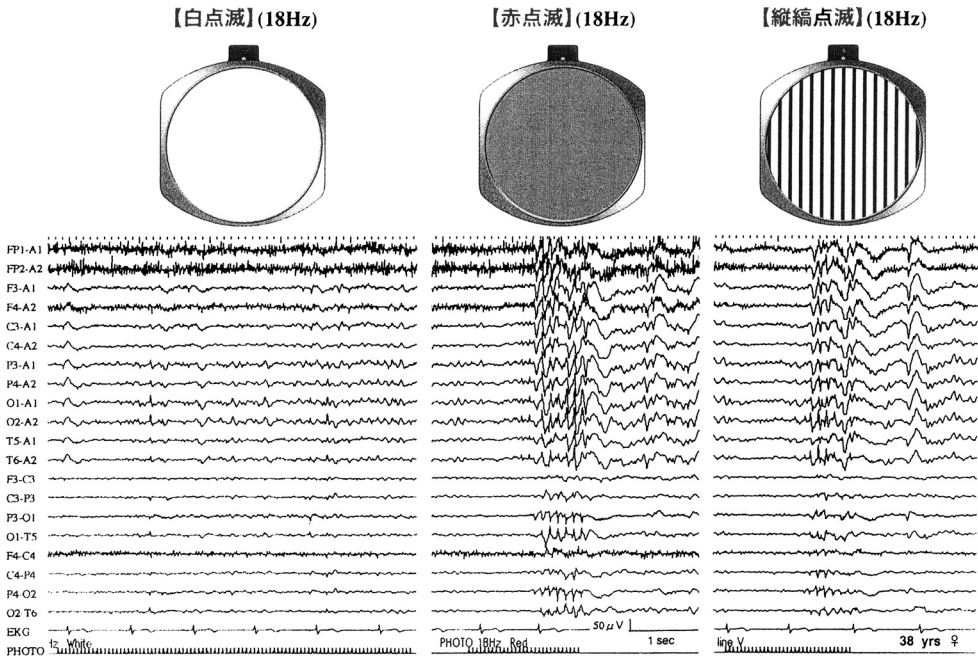 【白点滅】(18Hz)
【赤点滅】(18Hz)
【縦縞点滅】(18Hz)
FP1-A1
FP2-A2
F3-A1
F4-A2
C3-A1
C4-A2
P3-A1
P4-A2
O1-A1
O2-A2
T5-A1
T6-A2
F3-C3
C3-P3
P3-O1
O1-T5
F4-C4
C4-P4
P4-O2
O2-T6
EKG
PHOTO
Hz White
PHOTO 18Hz Red
50μV
1 sec
line V
38 yrs ♀